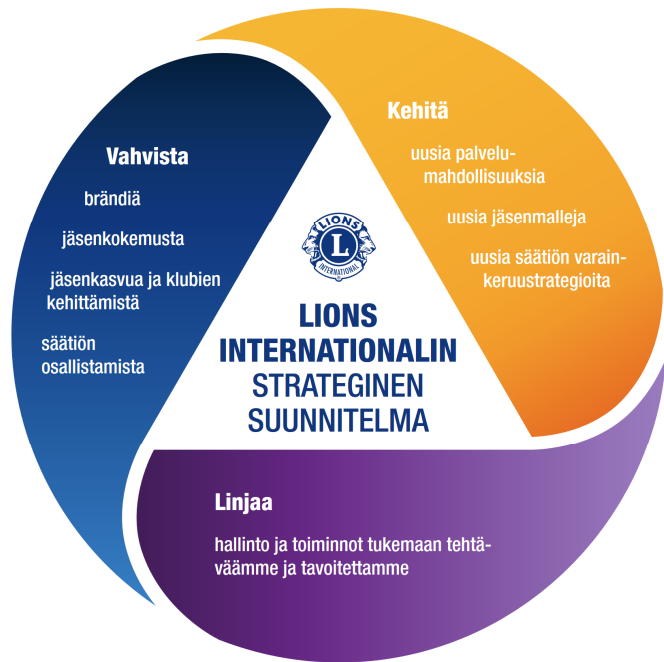 Vahvista
brändiä
jäsenkokemusta
jäsenkasvua ja klubien
kehittämistä
säätiön
osallistamista
Kehitä
uusia palvelu-
mahdollisuuksia
uusia jäsenmalleja
uusia säätiön varain-
keruustrategioita
LIONS
L
INTERNATIONAL
LIONS
INTERNATIONALIN
STRATEGINEN
SUUNNITELMA
Linjaa
hallinto ja toiminnot tukemaan tehtä-
väämme ja tavoitettamme